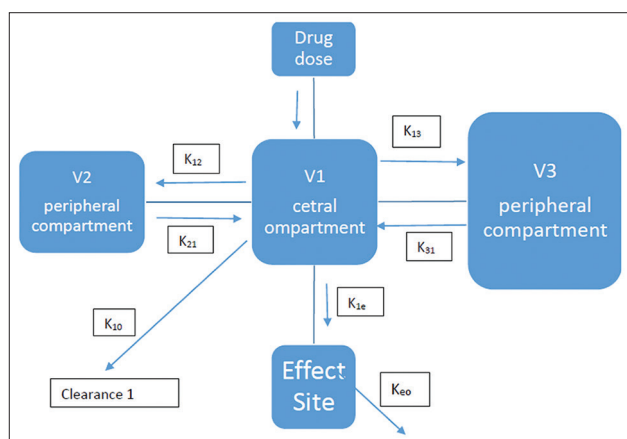 Drug
dose
K13
K12
V1
cetral
ompartment
V2
peripheral
compartment
V3
peripheral
compartment
K21
K31
K10
K1e
Effect
Site
Clearance 1
Keo